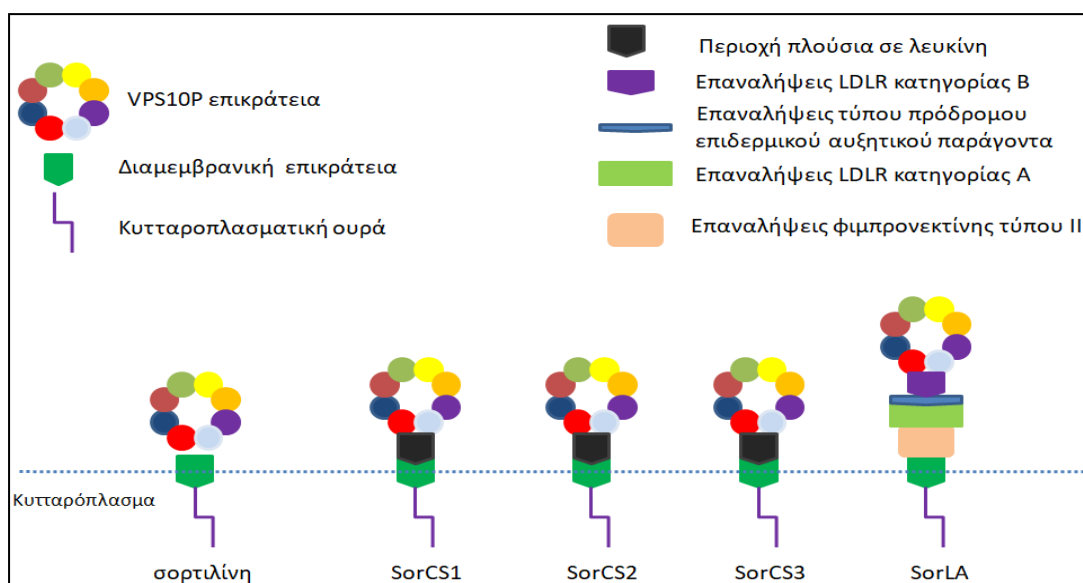 VPS10P επικράτεια
Διαμεμβρανική επικράτεια
Κυτταροπλασματική ουρά
Περιοχή πλούσια σε λευκίνη
Επαναλήψεις LDLR κατηγορίας Β
Επαναλήψεις τύπου πρόδρομου
επιδερμικού αυξητικού παράγοντα
Επαναλήψεις LDLR κατηγορίας Α
Επαναλήψεις φιμπρονεκτίνης τύπου ΙΙ
Κυτταρόπλασμα
σορτιλίνη
SorCS1
SorCS2
SorCS3
SorLA